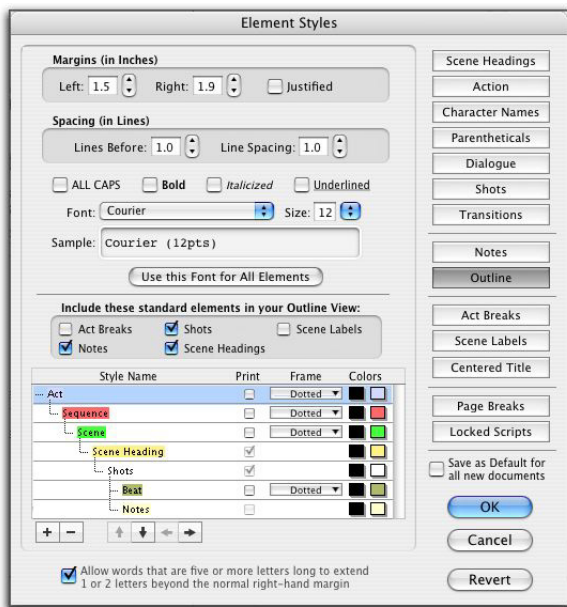 Element Styles
Margins (in Inches)
Left: 1.5 Right: 1.9 Justified
Spacing (in Lines)
Lines Before: 1.0 Line Spacing: 1.0
ALL CAPS Bold Italicized Underlined
Font: Courier Size: 12
Sample: Courier (12pts)
Use this Font for All Elements
Include these standard elements in your Outline View:
Act Breaks Shots Scene Labels
Notes Scene Headings
Style Name Print Frame Colors
Act Dotted
Sequence Dotted
Scene Dotted
Scene Heading
Shots
Beat Dotted
Notes
Allow words that are five or more letters long to extend
1 or 2 letters beyond the normal right-hand margin
Scene Headings
Action
Character Names
Parentheticals
Dialogue
Shots
Transitions
Notes
Outline
Act Breaks
Scene Labels
Centered Title
Page Breaks
Locked Scripts
Save as Default for
all new documents
OK
Cancel
Revert